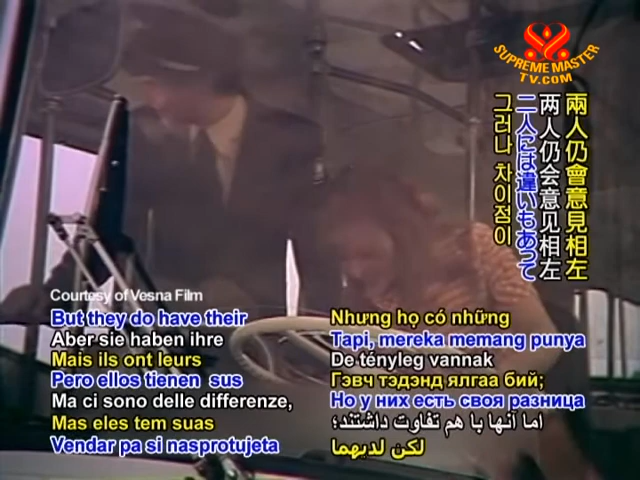 SUPREME MASTER
TV.COM
兩人仍會意見相左
两人仍会意见相左
二人には違いもあって
그러나 차이점이
Courtesy of Vesna Film
But they do have their
Aber sie haben ihre
Mais ils ont leurs
Pero ellos tienen sus
Ma ci sono delle differenze,
Mas eles tem suas
Vendar pa si nasprotujeta
Nhưng họ có những
Tapi, mereka memang punya
De tényleg vannak
Гэвч тэдэнд ялгаа бий;
Но у них есть своя разница
اما آنها با هم تفاوت داشتند؛
لكن لديهما